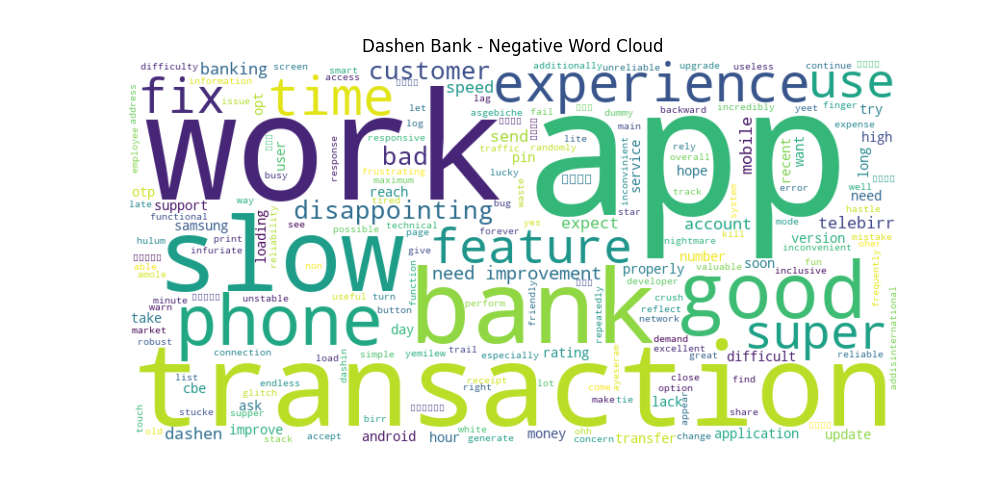 Dashen Bank - Negative Word Cloud
difficulty screen smart customer additionally unreliable upgrade useless continue
information banking access experience use
fix time speed lag incredibly yeet finger try
address issue opt let asgebiche fail dummy backward expense
work app
employee user response log responsive send traffic randomly lite main rely mobile recent want high
busy bad pin lucky inconvenient service hope overall long
otp frustrating maximum reach waste star track system error well need
late support way tired bug yes expect account mode hassle telebirr
functional samsung loading see disappointing forever number version mistake
hulum print reliability possible technical page nightmare kill inconvenient oher
infuriate slow feature give soon fun frequently
able amole non need improvement properly valuable inclusive
minute unstable useful turn function friendly developer
warn phone button perform bank repeatedly crush good
take market day reflect network super
robust connection trail demand excellent
load simple yemilew especially rating great difficult reliable
dashin close find addisinternational
list endless receipt right lot come ayeseram option
cbe glitch make tie lack appear share
transaction
touch stucke supper ask birr
old dashen improve accept android hour white generate money ohh concern transfer change application update
stack